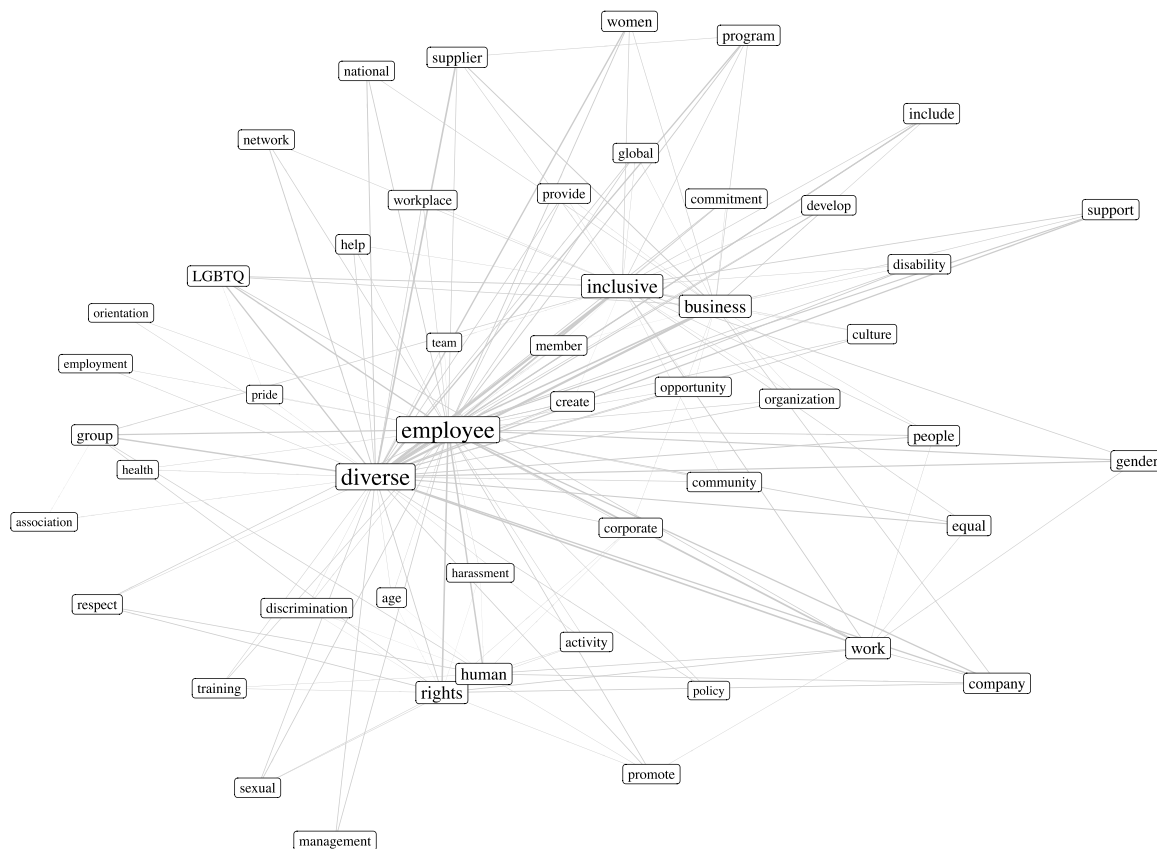 women
program
supplier
national
include
network
global
provide
commitment
workplace
develop
support
help
disability
LGBTQ
inclusive
business
orientation
culture
team
member
employment
opportunity
pride
create
organization
employee
group
people
gender
health
diverse
community
association
equal
corporate
harassment
age
respect
discrimination
activity
work
human
company
training
rights
policy
promote
sexual
management